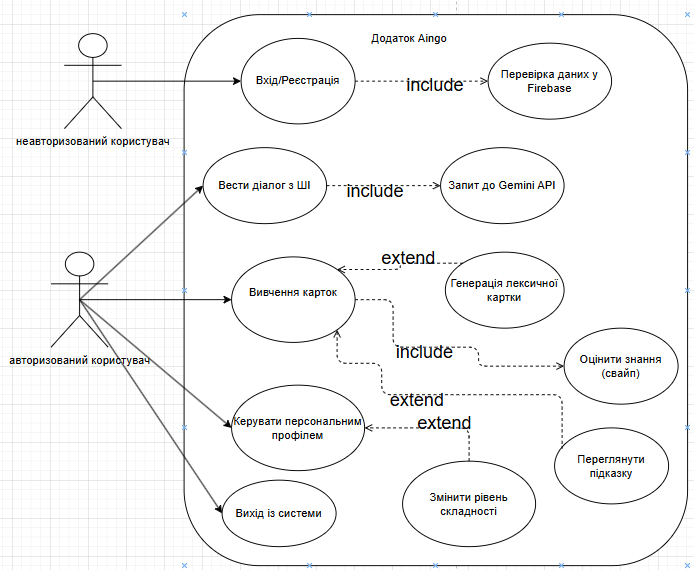 Додаток Aingo
Вхід/Реєстрація
include
Перевірка даних у
Firebase
неавторизований користувач
Вести діалог з ШІ
include
Запит до Gemini API
extend
Вивчення карток
Генерація лексичної
картки
include
Оцінити знання
(свайп)
авторизований користувач
extend
extend
Керувати персональним
профілем
Переглянути
підказку
Змінити рівень
складності
Вихід із системи